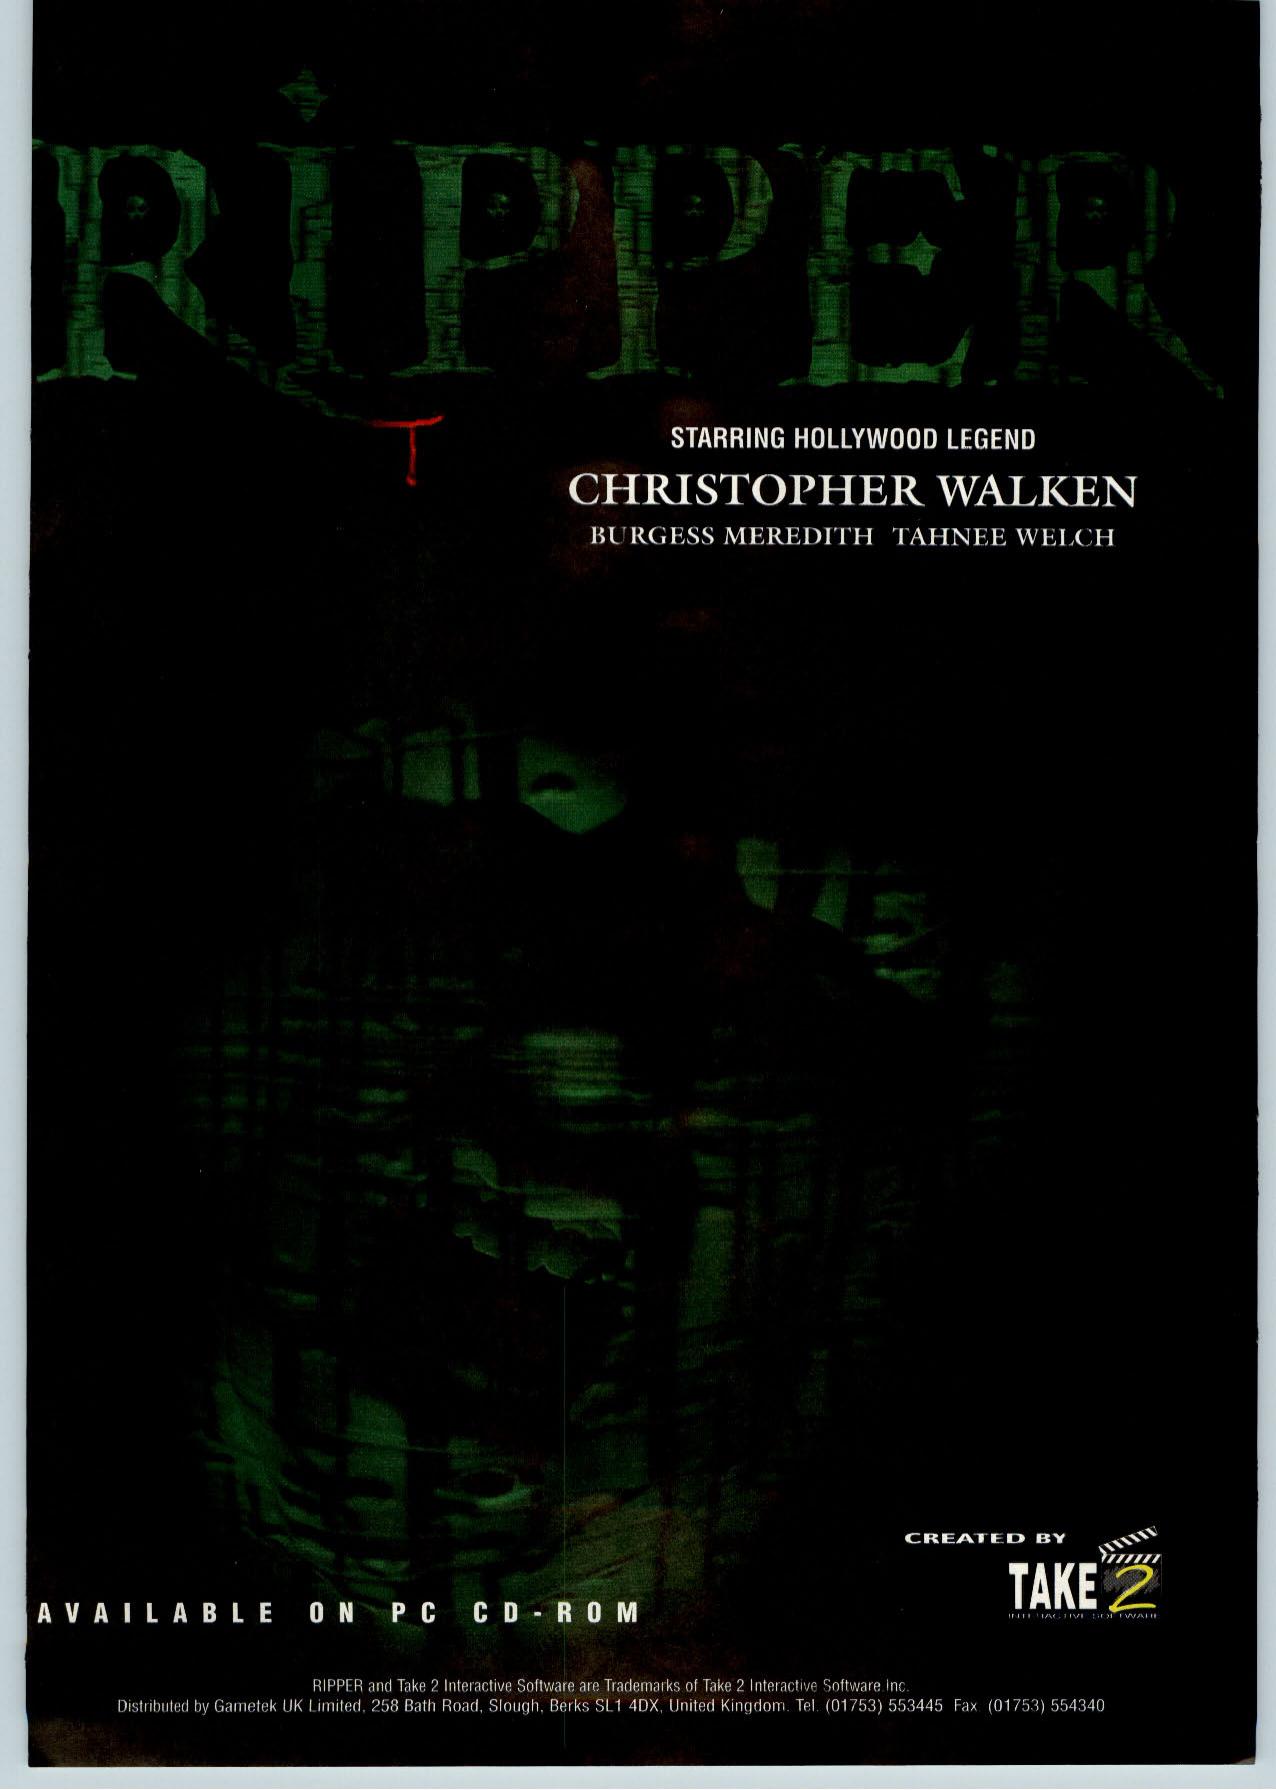 RiPPER
STARRING HOLLYWOOD LEGEND
CHRISTOPHER WALKEN
BURGESS MEREDITH TAHNEE WELCH
CREATED BY
TAKE 2
INTERACTIVE SOFTWARE
AVAILABLE ON PC CD-ROM
RIPPER and Take 2 Interactive Software are Trademarks of Take 2 Interactive Software Inc.
Distributed by Gametek UK Limited, 258 Bath Road, Slough, Berks SL1 4DX, United Kingdom. Tel. (01753) 553445 Fax (01753) 554340